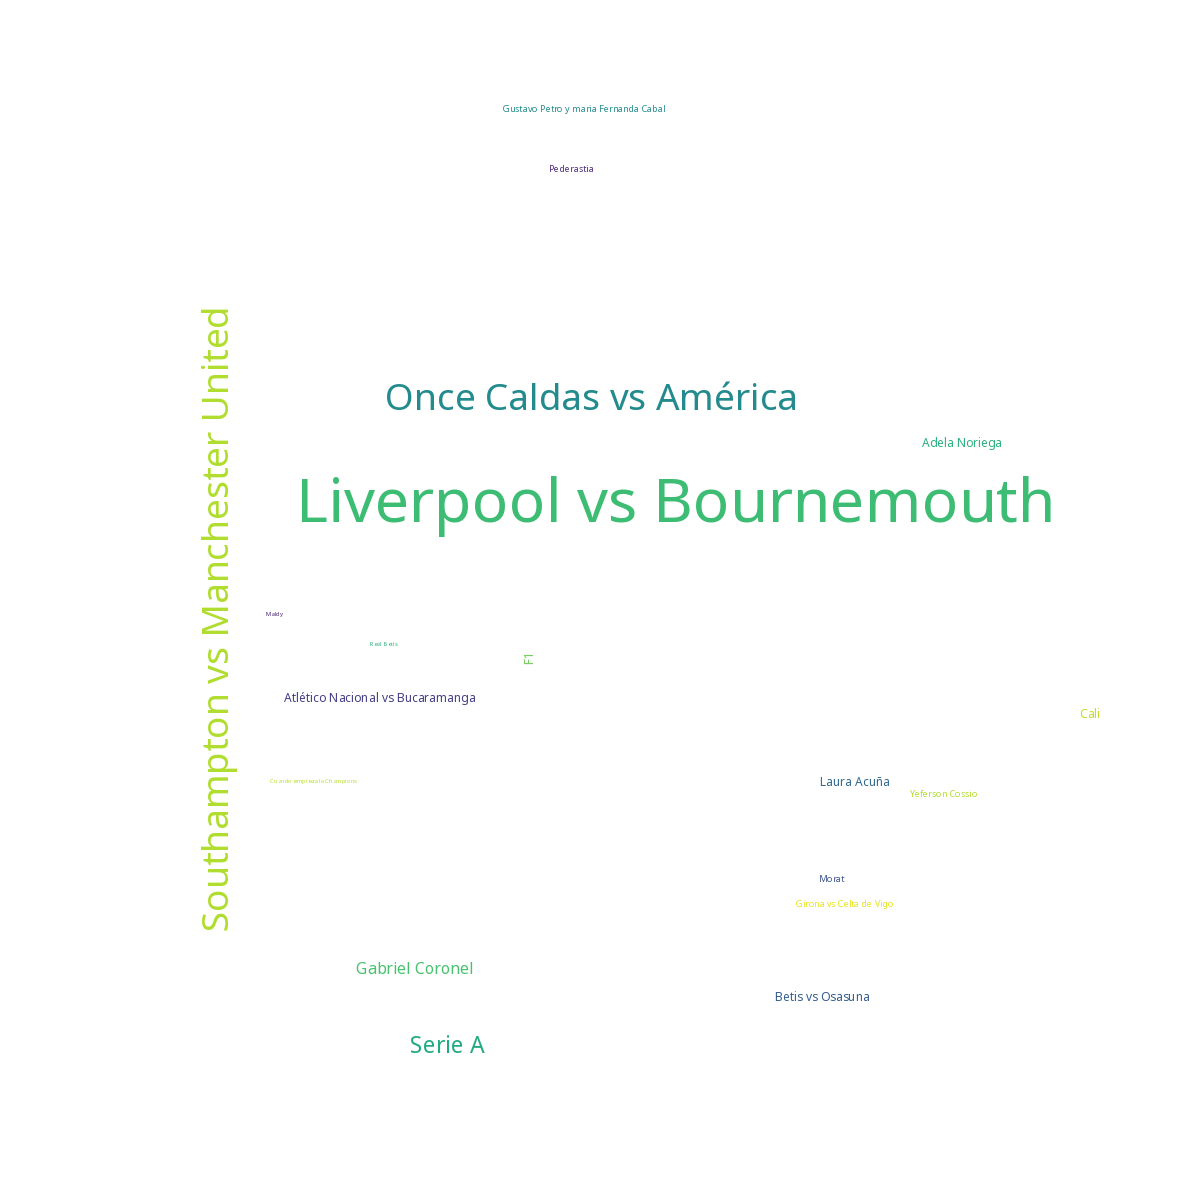 Gustavo Petro y maria Fernanda Cabal
Pederastia
Southampton vs Manchester United
Once Caldas vs América
Adela Noriega
Liverpool vs Bournemouth
Maldy
Real Betis
F1
Atlético Nacional vs Bucaramanga
Cali
Cuando empieza la Champions
Laura Acuña
Yeferson Cossio
Morat
Girona vs Celta de Vigo
Gabriel Coronel
Betis vs Osasuna
Serie A